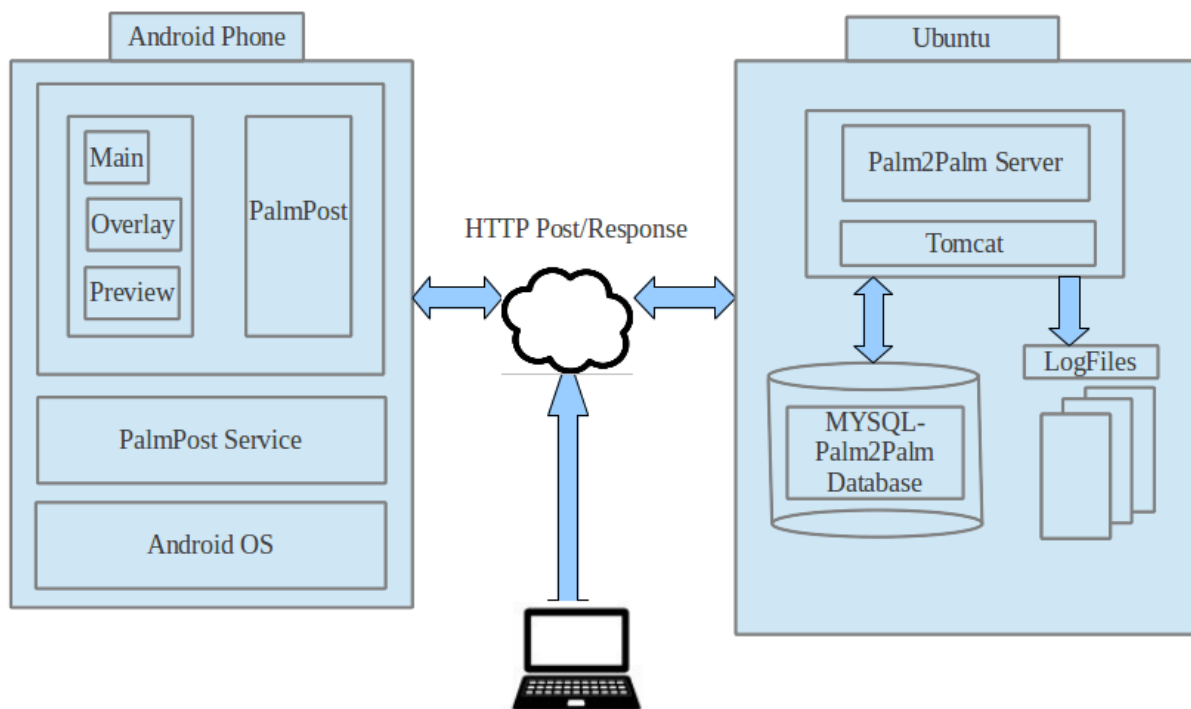 Android Phone
Main
Overlay
Preview
PalmPost
PalmPost Service
Android OS
HTTP Post/Response
Ubuntu
Palm2Palm Server
Tomcat
MYSQL-
Palm2Palm
Database
LogFiles